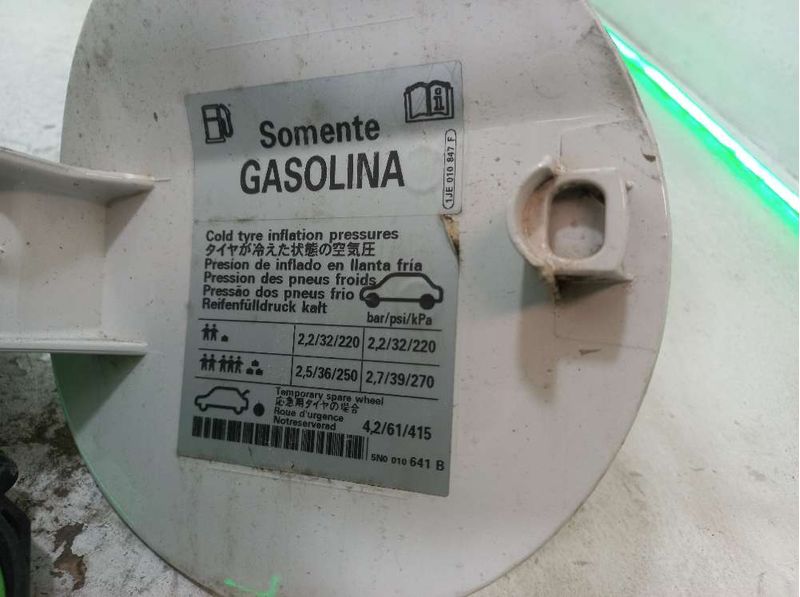 Somente
GASOLINA
1JE 010 847 F
Cold tyre inflation pressures
タイヤが冷えた状態の空気圧
Presion de inflado en llanta fría
Pression des pneus froids
Pressão dos pneus frio
Reifenfülldruck kalt
bar/psi/kPa
2,2/32/220 2,2/32/220
2,5/36/250 2,7/39/270
Temporary spare wheel
応急用タイヤの場合
Roue d'urgence
Notreserverad
4,2/61/415
5N0 010 641 B